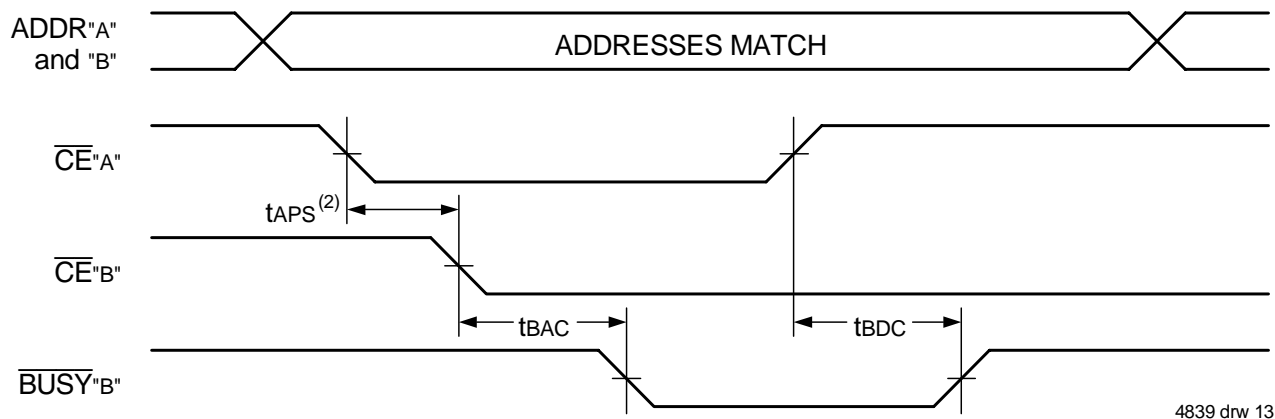 ADDR"A"
and "B"
ADDRESSES MATCH
CE"A"
tAPS(2)
CE"B"
tBAC
tBDC
BUSY"B"
4839 drw 13